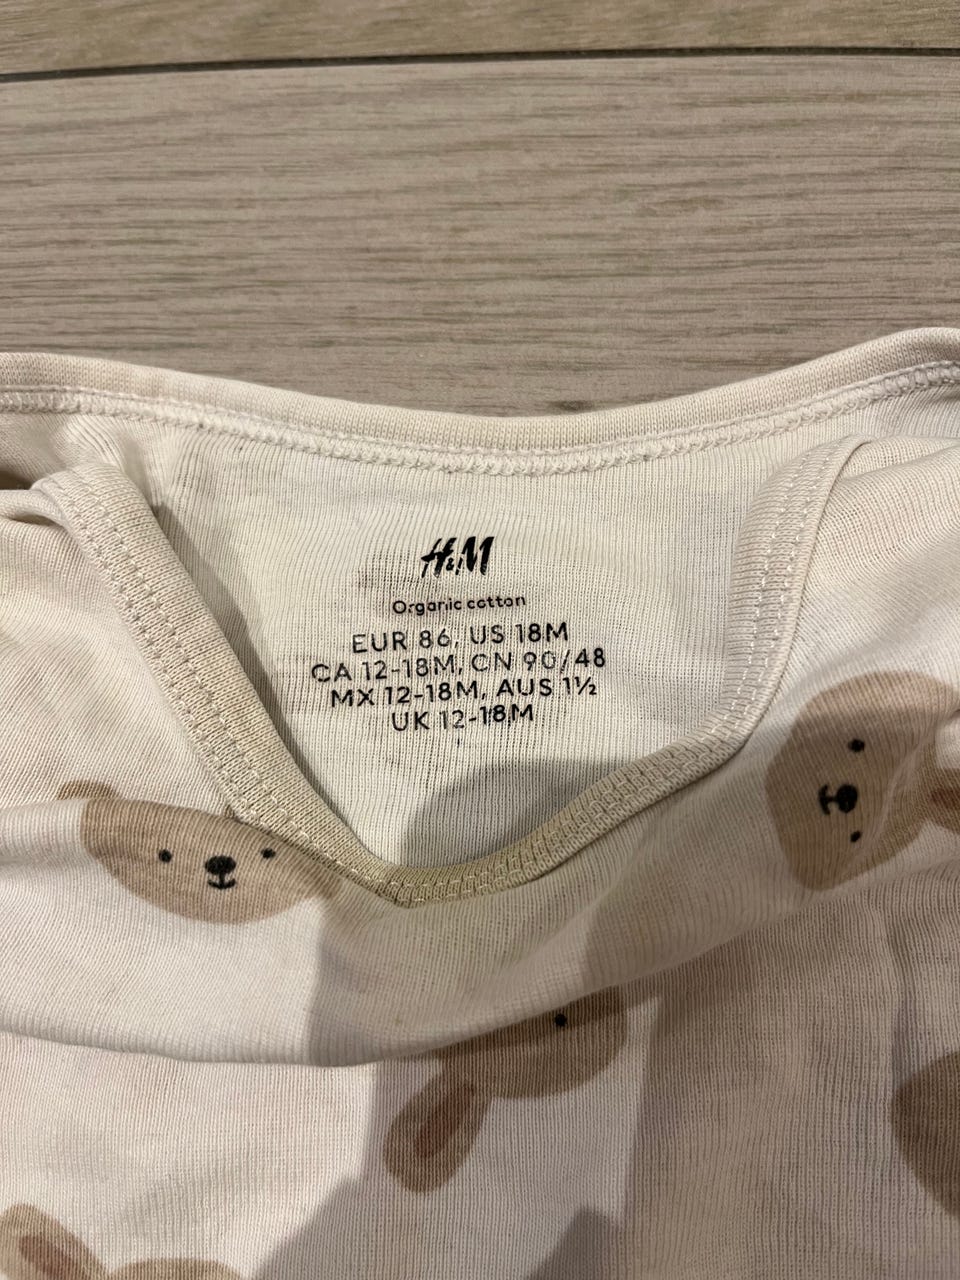 H&M
Organic cotton
EUR 86, US 18M
CA 12-18M, CN 90/48
MX 12-18M, AUS 1½
UK 12-18M